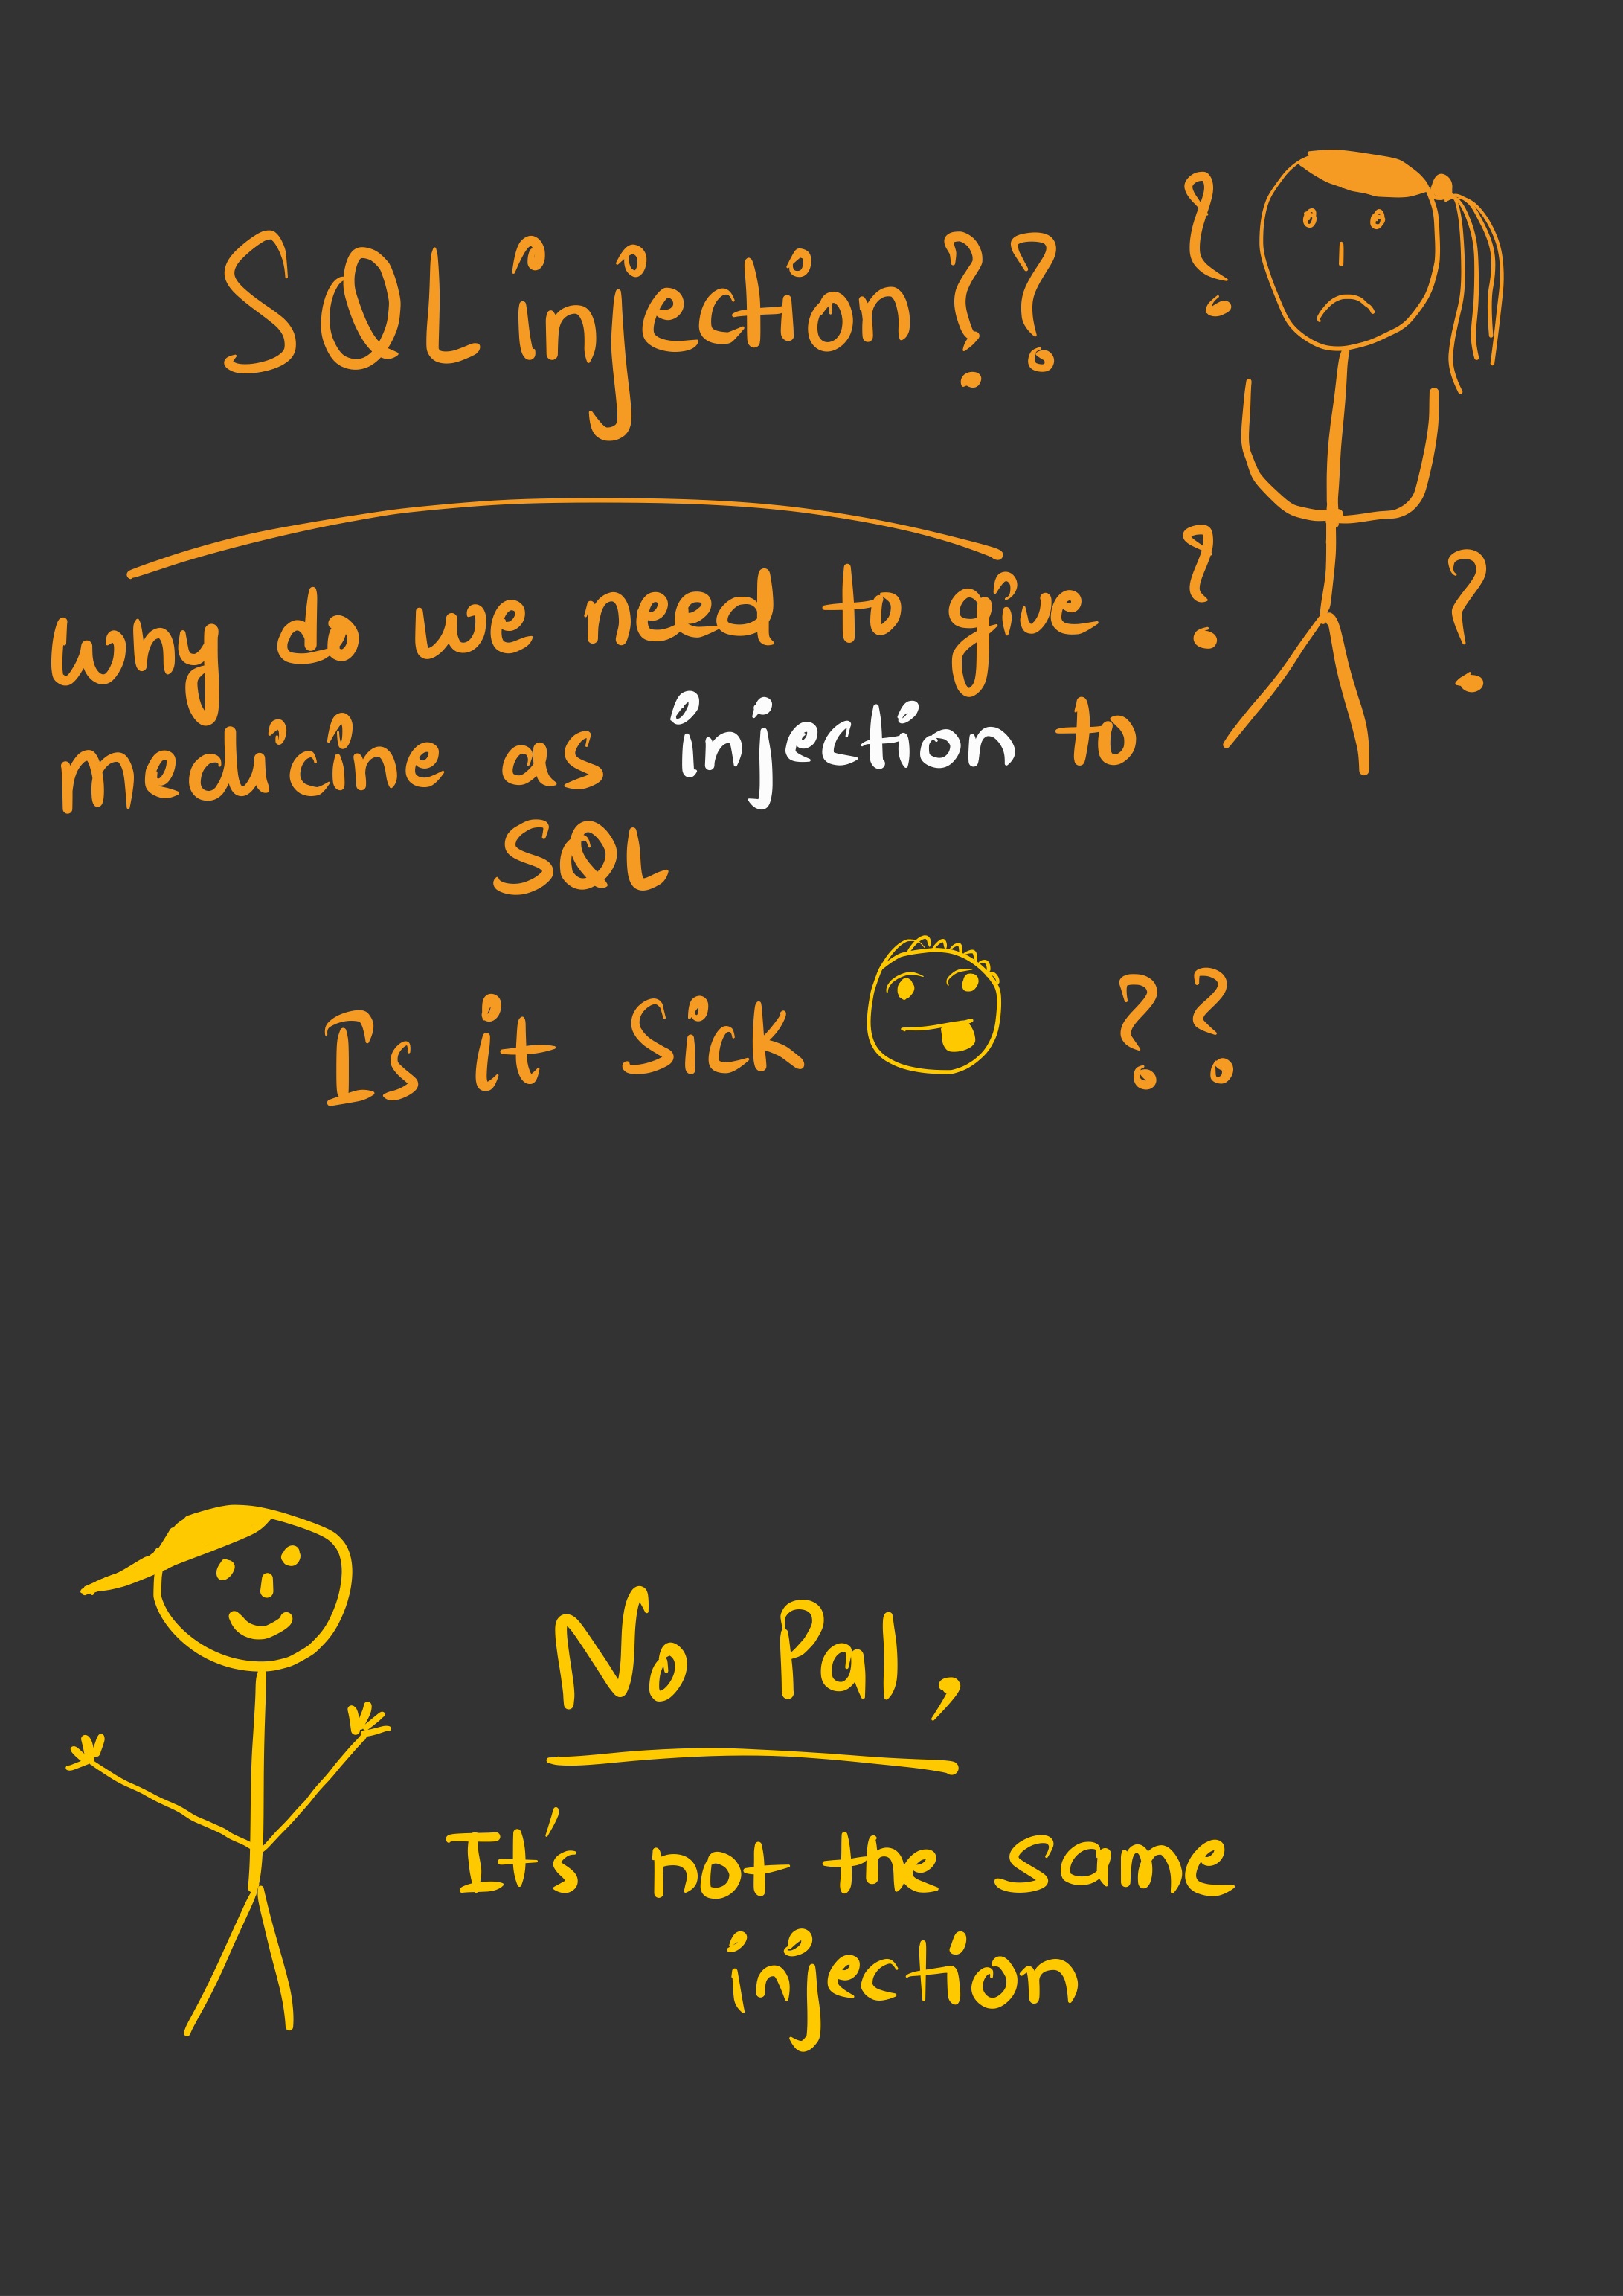 SQL injection ??
why do we need to give
medicine as injection to
SQL
Is it Sick ??
No Pal,
It's not the same
injection